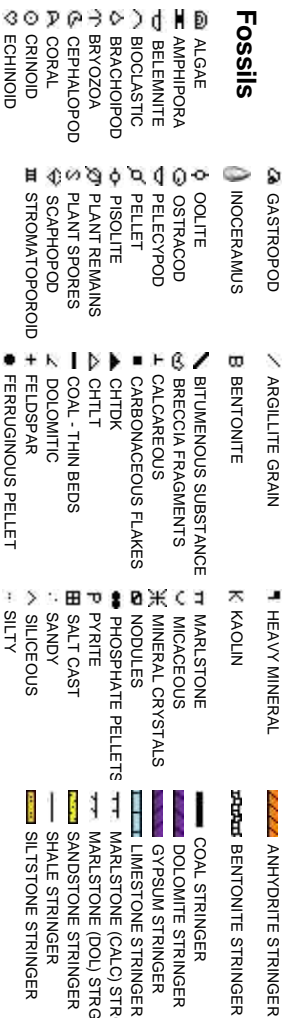 Fossils
ALGAE
AMPHIPORA
BELEMNITE
BIOCLASTIC
BRACHIOPOD
BRYOZOA
CEPHALOPOD
CORAL
CRINOID
ECHINOID
GASTROPOD
INOCERAMUS
OOLITE
OSTRACOD
PELECYPOD
PELLET
PISOLITE
PLANT REMAINS
PLANT SPORES
SCAPHOPOD
STROMATOPOROID
ARGILLITE GRAIN
BENTONITE
BITUMENOUS SUBSTANCE
BRECCIA FRAGMENTS
CALCAREOUS
CARBONACEOUS FLAKES
CHTDK
CHTLT
COAL - THIN BEDS
DOLOMITIC
FELDSPAR
FERRUGINOUS PELLET
HEAVY MINERAL
KAOLIN
MARLSTONE
MICACEOUS
MINERAL CRYSTALS
NODULES
PHOSPHATE PELLETS
PYRITE
SALT CAST
SANDY
SILICEOUS
SILTY
ANHYDRITE STRINGER
BENTONITE STRINGER
COAL STRINGER
DOLOMITE STRINGER
GYPSUM STRINGER
LIMESTONE STRINGER
MARLSTONE (CALC) STR
MARLSTONE (DOL) STRG
SANDSTONE STRINGER
SHALE STRINGER
SILTSTONE STRINGER